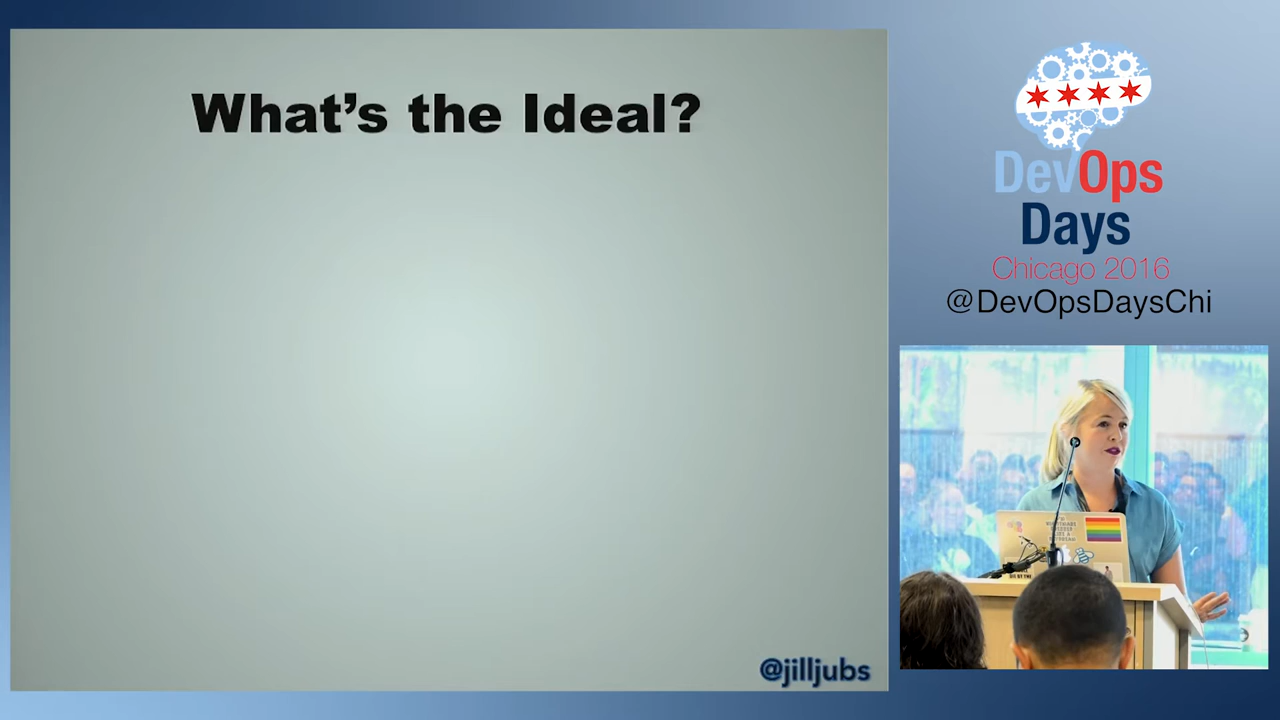 What's the Ideal?
@jilljubs
DevOps
Days
Chicago 2016
@DevOpsDaysChi